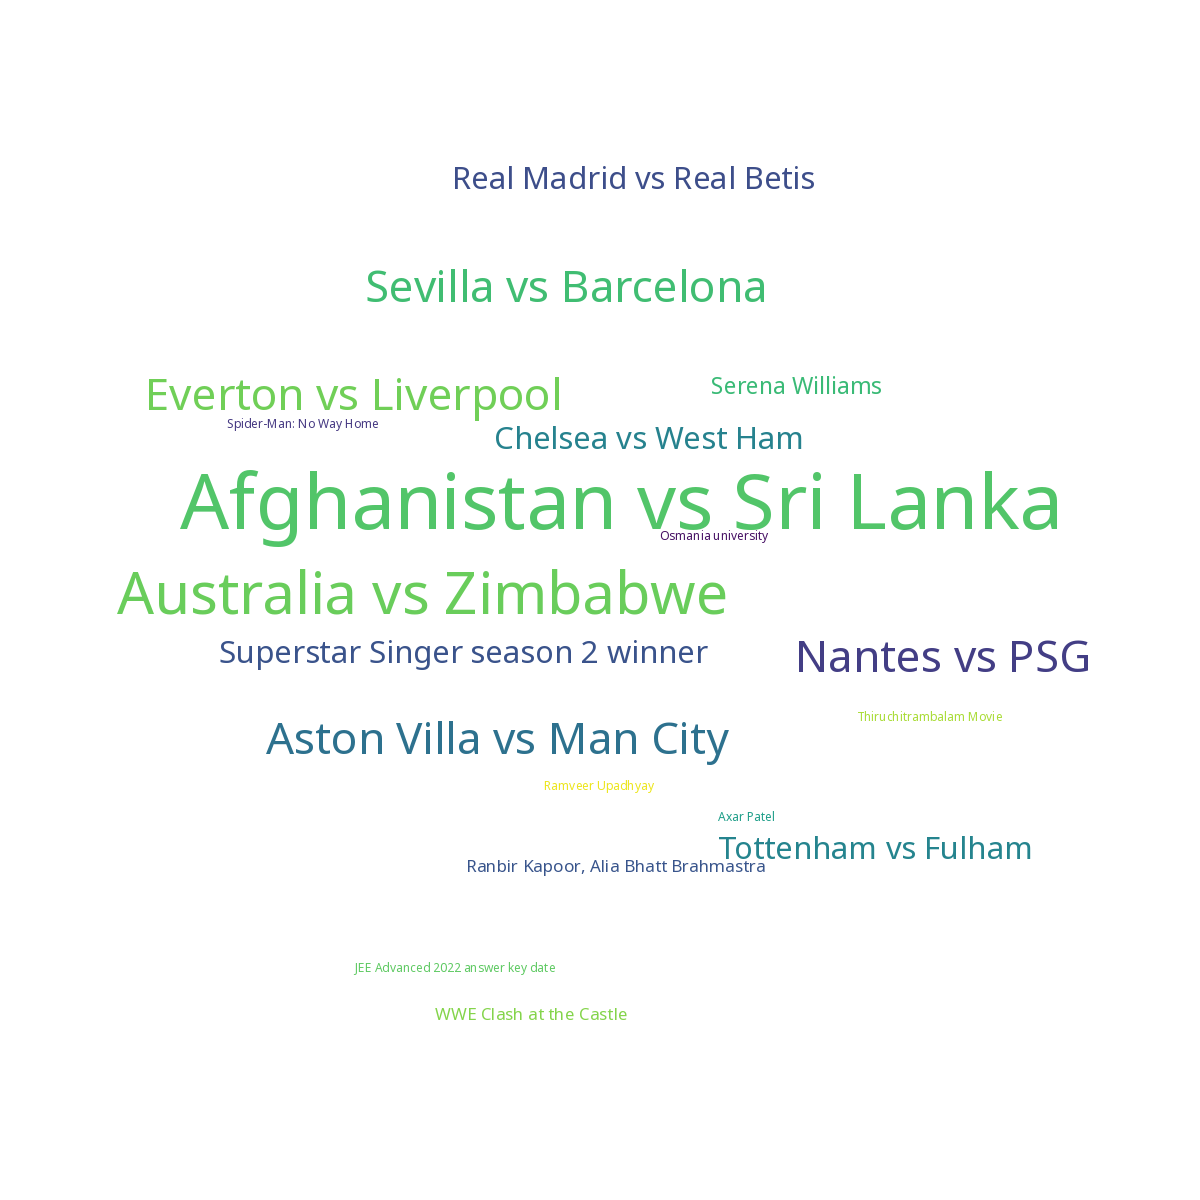 Real Madrid vs Real Betis
Sevilla vs Barcelona
Everton vs Liverpool
Serena Williams
Spider-Man: No Way Home
Chelsea vs West Ham
Afghanistan vs Sri Lanka
Osmania university
Australia vs Zimbabwe
Superstar Singer season 2 winner
Nantes vs PSG
Thiruchitrambalam Movie
Aston Villa vs Man City
Ramveer Upadhyay
Axar Patel
Tottenham vs Fulham
Ranbir Kapoor, Alia Bhatt Brahmastra
JEE Advanced 2022 answer key date
WWE Clash at the Castle